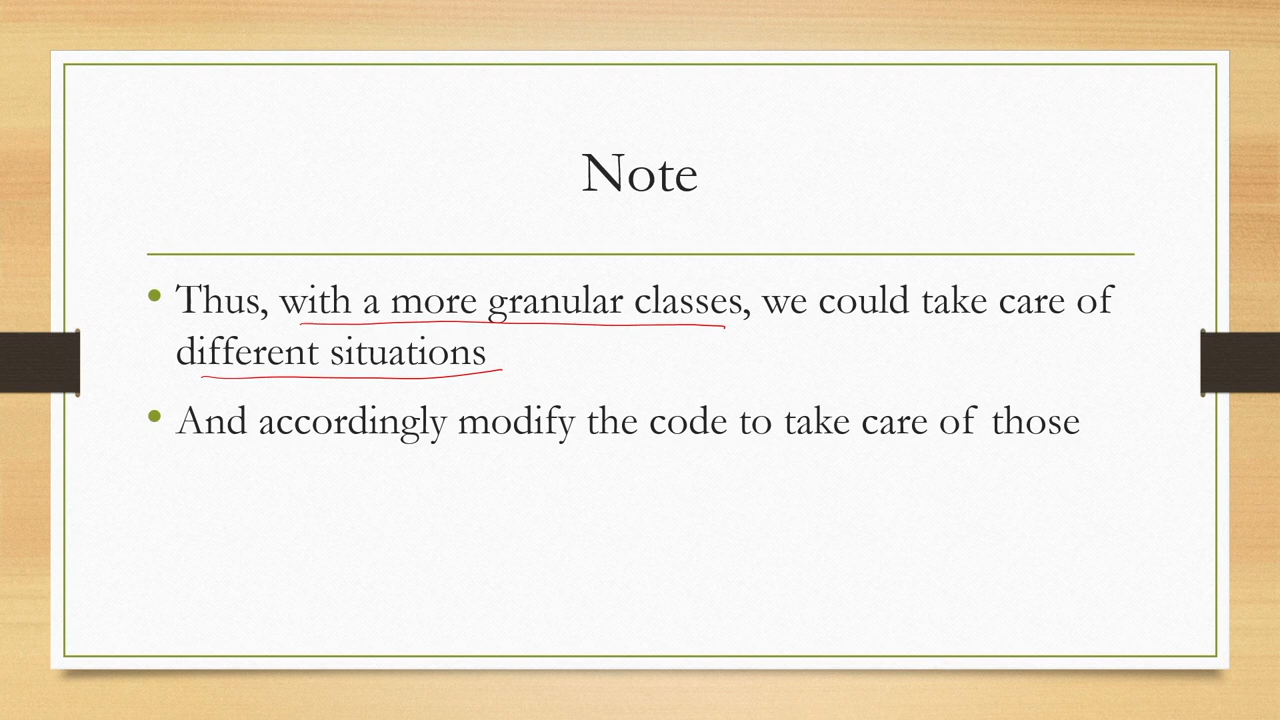 Note
• Thus, with a more granular classes, we could take care of
different situations
• And accordingly modify the code to take care of those